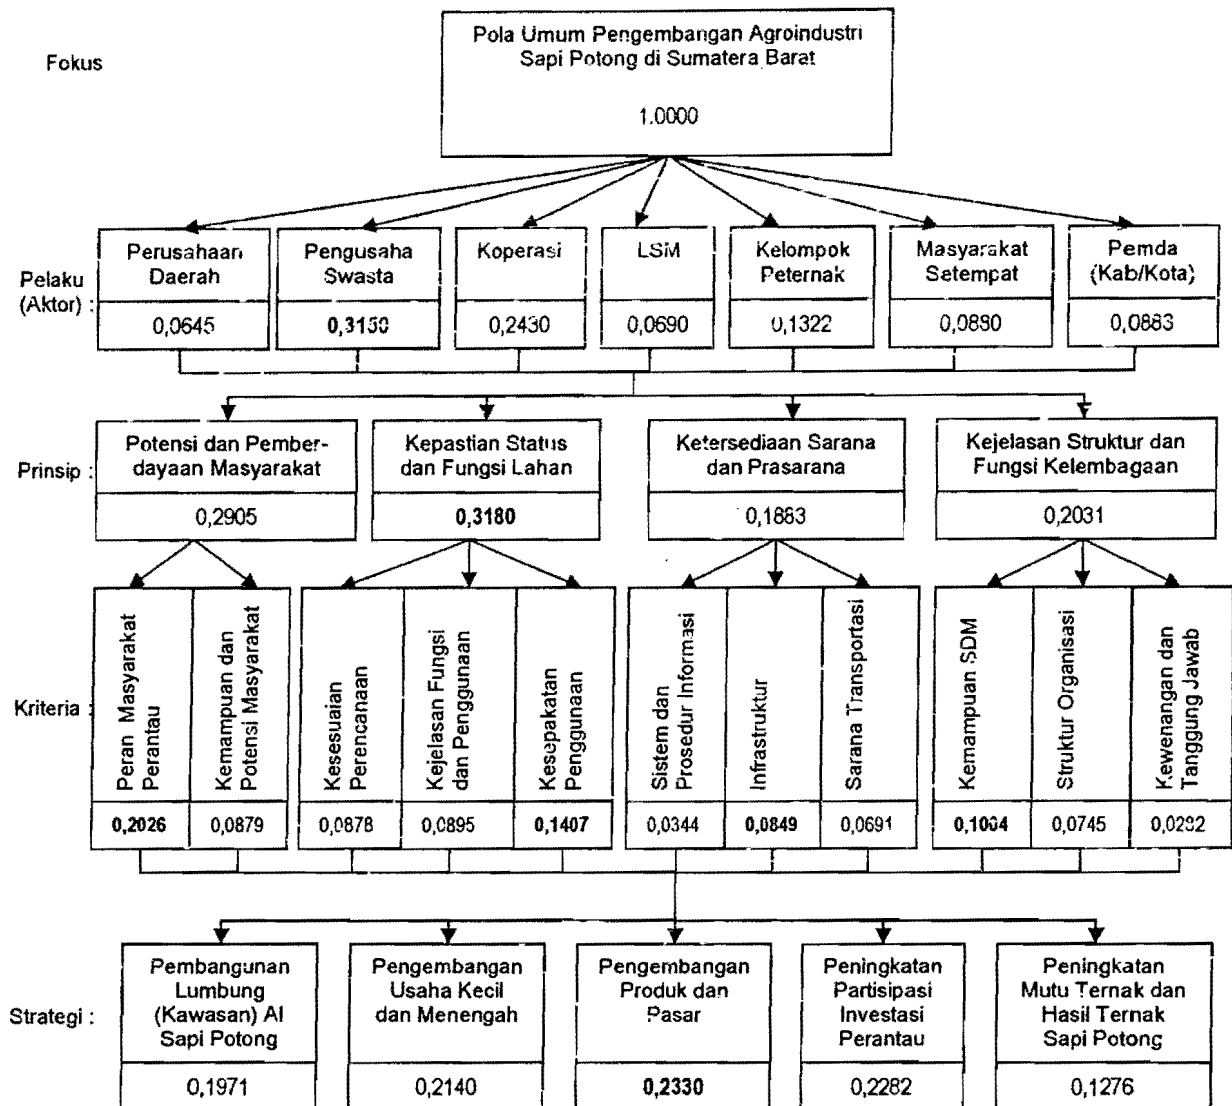 Fokus
Pola Umum Pengembangan Agroindustri
Sapi Potong di Sumatera Barat
1.0000
Pelaku
(Aktor) :
Perusahaan
Daerah
0,0645
Pengusaha
Swasta
Koperasi
0,2430
LSM
0,0690
Kelompok
Peternak
0,1322
Masyarakat
Setempat
0,0880
Pemda
(Kab/Kota)
0,0883
Prinsip :
Potensi dan Pember-
dayaan Masyarakat
0,2905
Kepastian Status
dan Fungsi Lahan
0,3180
Ketersediaan Sarana
dan Prasarana
0,1883
Kejelasan Struktur dan
Fungsi Kelembagaan
0,2031
Kriteria :
Peran Masyarakat
Perantau
0,2026
Kemampuan dan
Potensi Masyarakat
0,0879
Kesesuaian
Perencanaan
0,0878
Kejelasan Fungsi
dan Penggunaan
0,0895
Kesepakatan
Penggunaan
0,1407
Sistem dan
Prosedur Informasi
0,0344
Infrastruktur
0,0849
Sarana Transportasi
0,0691
Kemampuan SDM
0,1004
Struktur Organisasi
0,0745
Kewenangan dan
Tanggung Jawab
Strategi :
Pembangunan
Lumbung
(Kawasan) AI
Sapi Potong
0,1971
Pengembangan
Usaha Kecil
dan Menengah
0,2140
Pengembangan
Produk dan
Pasar
0,2330
Peningkatan
Partisipasi
Investasi
Perantau
0,2282
Peningkatan
Mutu Ternak dan
Hasil Ternak
Sapi Potong
0,1276